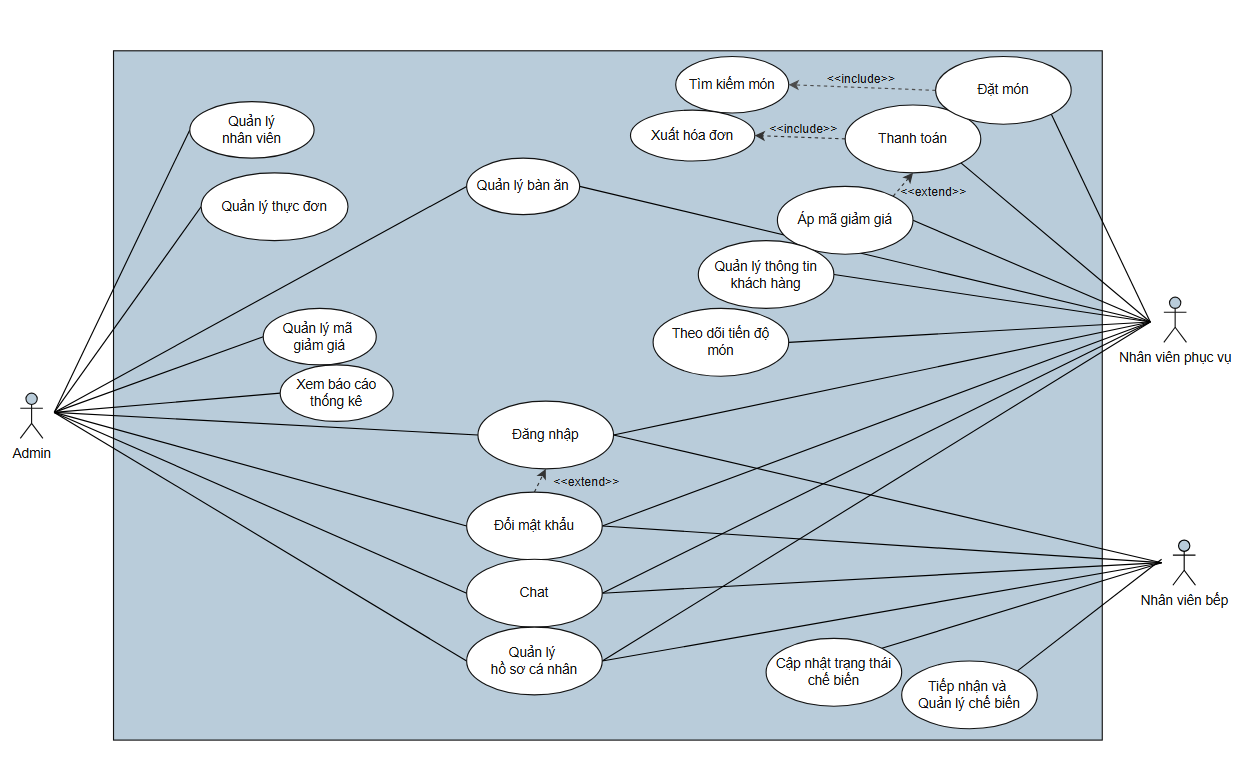 Tìm kiếm món
<<include>>
Đặt món
Quản lý
nhân viên
Xuất hóa đơn
<<include>>
Thanh toán
Quản lý bàn ăn
<<extend>>
Quản lý thực đơn
Áp mã giảm giá
Quản lý thông tin
khách hàng
Quản lý mã
giảm giá
Theo dõi tiến độ
món
Nhân viên phục vụ
Xem báo cáo
thống kê
Admin
Đăng nhập
<<extend>>
Đổi mật khẩu
Chat
Nhân viên bếp
Quản lý
hồ sơ cá nhân
Cập nhật trạng thái
chế biến
Tiếp nhận và
Quản lý chế biến